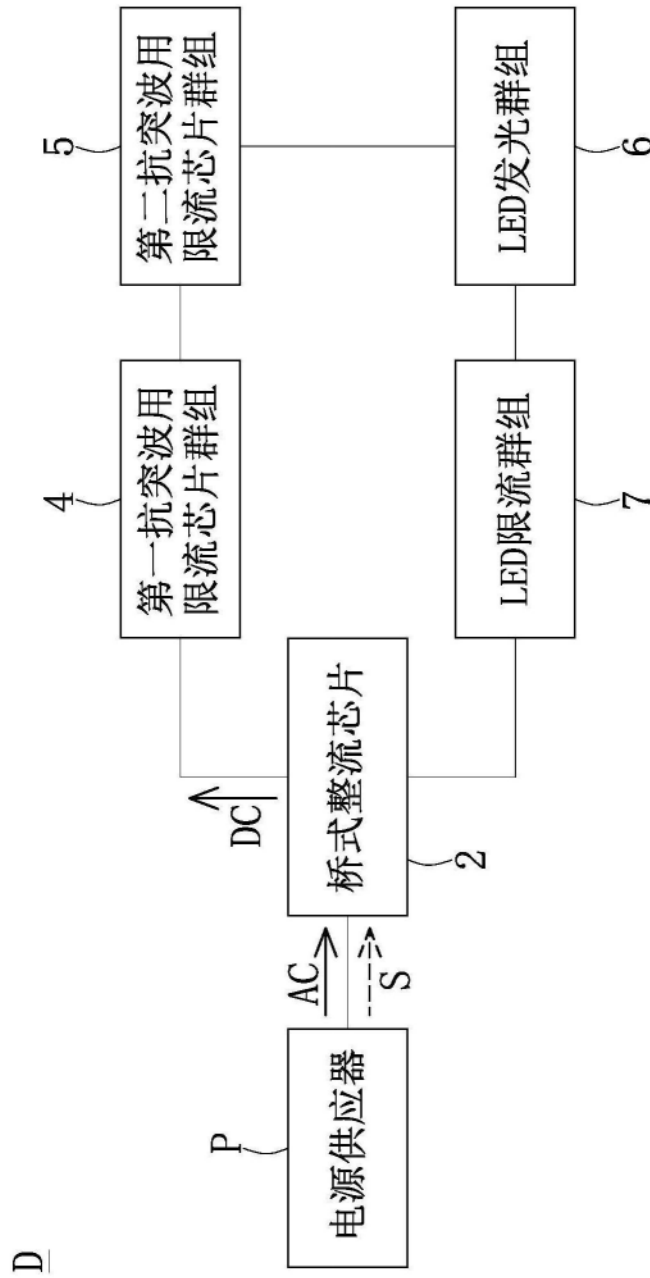 D
P
电源供应器
AC
S
桥式整流芯片
2
DC
4
第一抗突波用
限流芯片群组
5
第二抗突波用
限流芯片群组
LED限流群组
7
LED发光群组
6